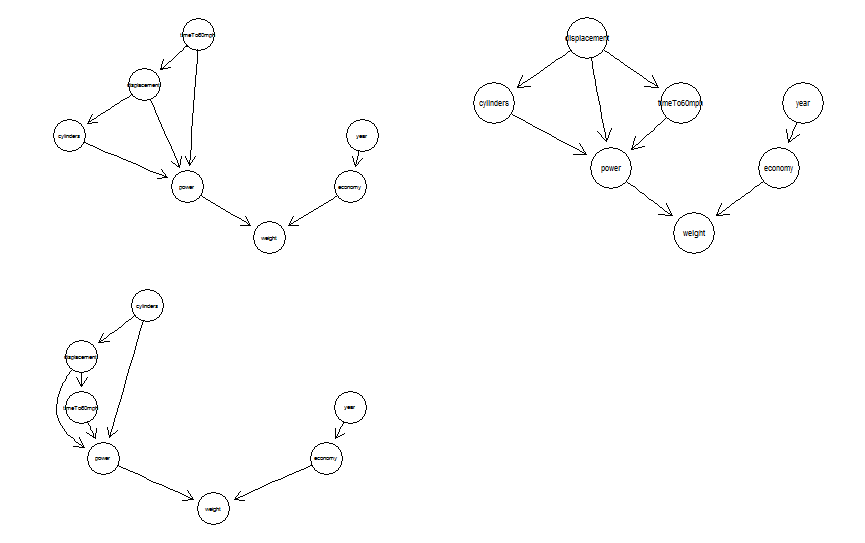 timeTo60mph
displacement
cylinders
year
power
economy
weight
displacement
cylinders
timeTo60mph
year
power
economy
weight
cylinders
displacement
timeTo60mph
year
power
economy
weight